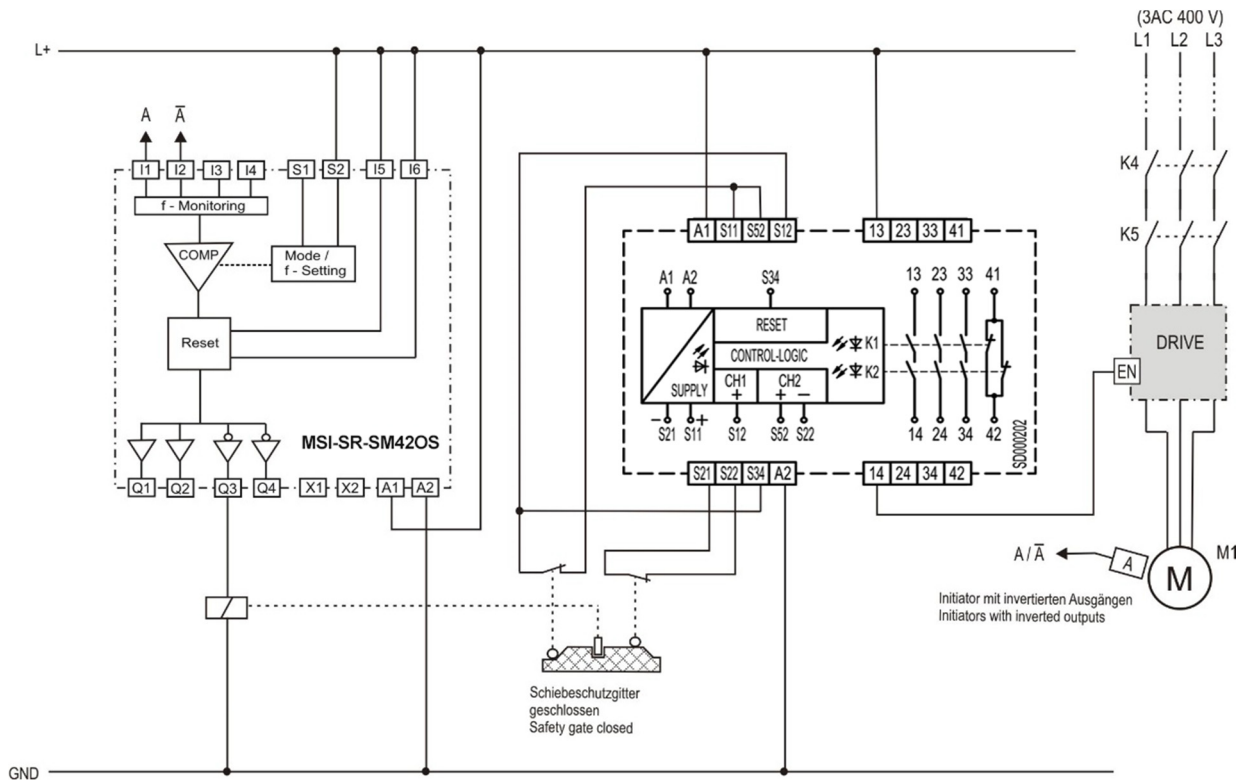 (3AC 400 V)
L1 L2 L3
L+
A A̅
I1 I2 I3 I4 S1 S2 I5 I6
f - Monitoring
COMP
Mode /
f - Setting
Reset
MSI-SR-SM42OS
Q1 Q2 Q3 Q4 X1 X2 A1 A2
A1 S11 S52 S12 13 23 33 41
A1 A2 S34 13 23 33 41
RESET
CONTROL-LOGIC
SUPPLY
CH1 CH2
+ + −
K1
K2
− +
S21 S11 S12 S52 S22 14 24 34 42
SD000202
S21 S22 S34 A2 14 24 34 42
K4
K5
DRIVE
EN
A / A̅
A
M
M1
Initiator mit invertierten Ausgängen
Initiators with inverted outputs
Schiebeschutzgitter
geschlossen
Safety gate closed
GND